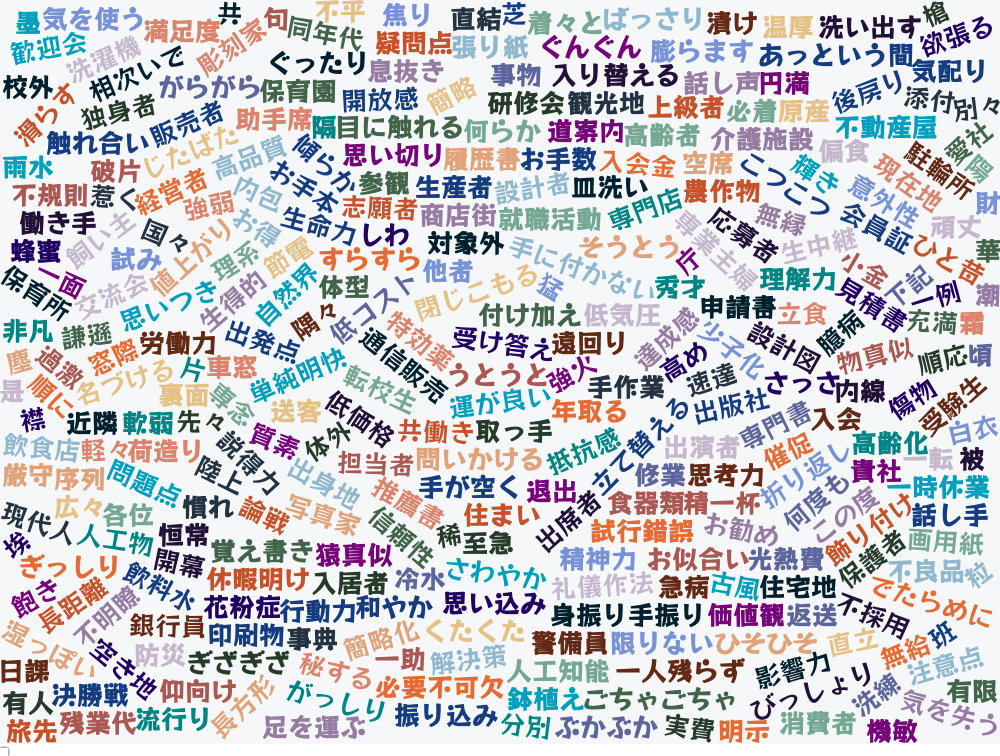 墨 気を使う 満足度 共 句 不平 焦り 直結 芝 着々と ばっさり 漬け 温厚 洗い出す 槍
歓迎会 洗濯機 彫刻家 同年代 疑問点 張り紙 ぐんぐん 膨らます あっという間 欲張る
校外 相次いで がらがら ぐったり 息抜き 事物 入り替える 話し声 円満 気配り
濡らす 独身者 保育園 開放感 簡略 研修会 観光地 上級者 必着 原産 後戻り 添付 別々
触れ合い 販売者 助手席 隔 目に触れる 何らか 道案内 高齢者 介護施設 不動産屋 愛社
雨水 破片 じたばた 高品質 傾らか 思い切り 履歴書 お手数 入会金 空席 こつこつ 輝き 偏食 現在地 駐輪所 陽
不規則 惹く 経営者 強弱 内包 お手本 参観 生産者 設計者 皿洗い 農作物 意外性 財
働き手 飼い主 国々 値上がり お得 生命力 志願者 商店街 就職活動 専門店 専業主婦 応募者 無縁 会員証 頑丈
蜂蜜 一面 試み 理系 節電 しわ 対象外 手に付かない そうとう 庁 生中継 小金 ひと昔 華
保育所 交流会 思いつき 生得的 自然界 すらすら 体型 他者 閉じこもる 猛 秀才 理解力 見積書 下記 一例 潮
非凡 謙遜 労働力 出発点 隅々 低コスト 特効薬 付け加え 低気圧 達成感 申請書 立食 臆病 充満 霜
塵 過激 窓際 片 車窓 単純明快 通信販売 受け答え 遠回り 高め 少子化 設計図 物真似 順応 頃
是 順に 名づける 裏面 専念 転校生 うとうと 強火 手作業 速達 さっさ 内線 傷物 受験生
襟 近隣 軟弱 先々 送客 低価格 運が良い 年取る 立て替える 出版社 専門書 入会 白衣
飲食店 軽々 荷造り 説得力 質素 体外 共働き 取っ手 抵抗感 出演者 催促 高齢化 一転 被
厳守 序列 問題点 陸上 出身地 担当者 問いかける 修業 思考力 折り返し 貴社 一時休業
現代人 広々 各位 慣れ 論戦 写真家 推薦書 手が空く 退出 出席者 食器類 精一杯 何度も この度 話し手
埃 人工物 恒常 信頼性 稀 住まい 試行錯誤 お勧め 飾り付け 画用紙
ぎっしり 開幕 覚え書き 猿真似 至急 精神力 お似合い 光熱費 保護者 不良品 粒
飽き 長距離 不明瞭 飲料水 休暇明け 入居者 冷水 さわやか 礼儀作法 急病 古風 住宅地 でたらめに
湿っぽい 銀行員 花粉症 行動力 和やか 思い込み 身振り手振り 価値観 返送 不採用
空き地 印刷物 事典 簡略化 くたくた 警備員 限りない ひそひそ 直立 無給 班
日課 防災 ぎざぎざ 秘する 一助 解決策 人工知能 一人残らず 影響力 注意点
有人 決勝戦 仰向け 長方形 がっしり 必要不可欠 鉢植え ごちゃごちゃ びっしょり 洗練 有限
旅先 残業代 流行り 足を運ぶ 振り込み 分別 ぶかぶか 実費 明示 消費者 機敏 気を失う